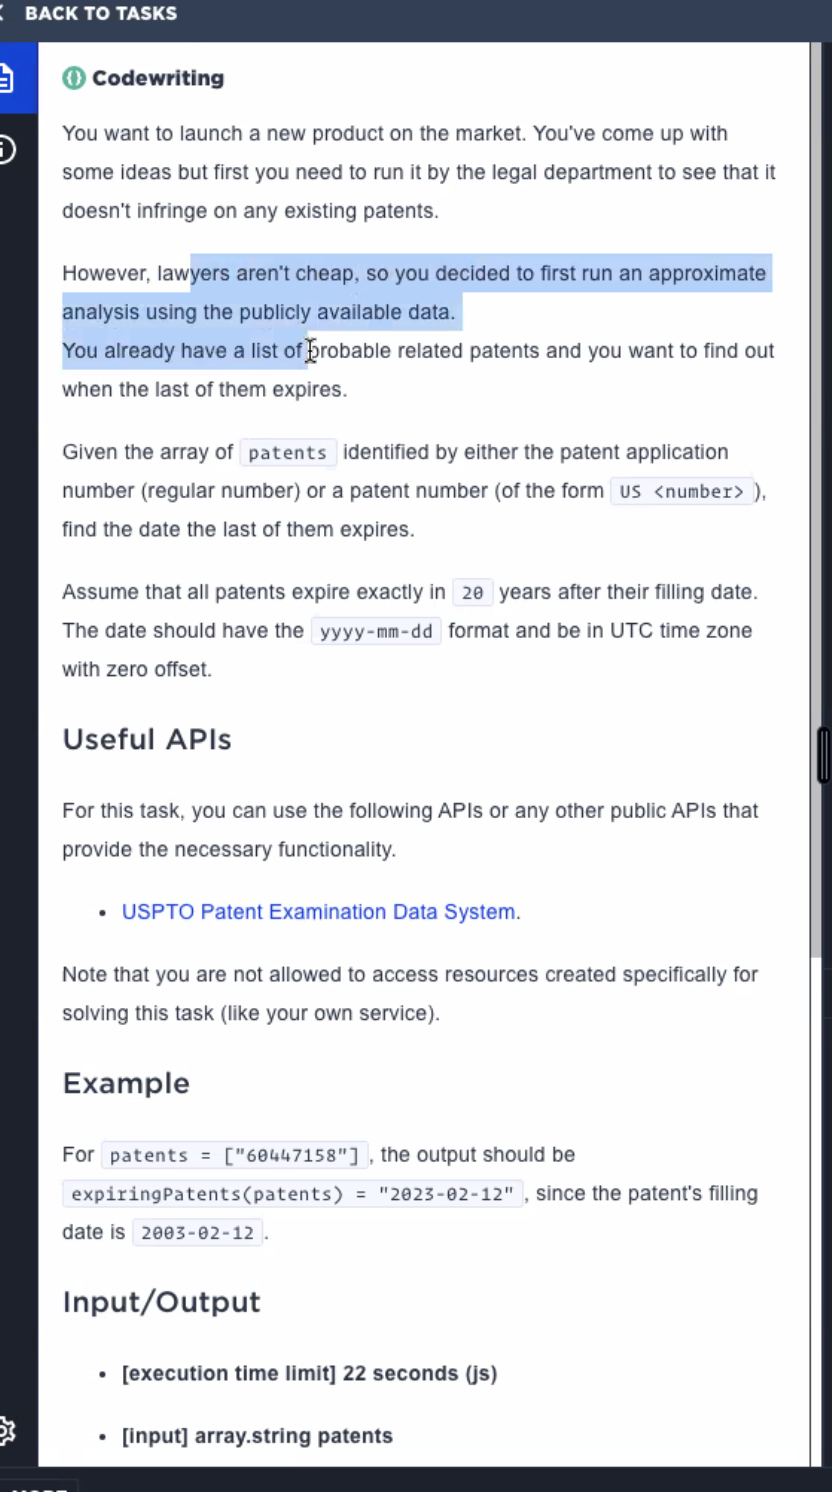 BACK TO TASKS
Codewriting
You want to launch a new product on the market. You've come up with
some ideas but first you need to run it by the legal department to see that it
doesn't infringe on any existing patents.
However, lawyers aren't cheap, so you decided to first run an approximate
analysis using the publicly available data.
You already have a list of probable related patents and you want to find out
when the last of them expires.
Given the array of patents identified by either the patent application
number (regular number) or a patent number (of the form US <number>),
find the date the last of them expires.
Assume that all patents expire exactly in 20 years after their filling date.
The date should have the yyyy-mm-dd format and be in UTC time zone
with zero offset.
Useful APIs
For this task, you can use the following APIs or any other public APIs that
provide the necessary functionality.
• USPTO Patent Examination Data System.
Note that you are not allowed to access resources created specifically for
solving this task (like your own service).
Example
For patents = ["60447158"], the output should be
expiringPatents(patents) = "2023-02-12", since the patent's filling
date is 2003-02-12.
Input/Output
• [execution time limit] 22 seconds (js)
• [input] array.string patents